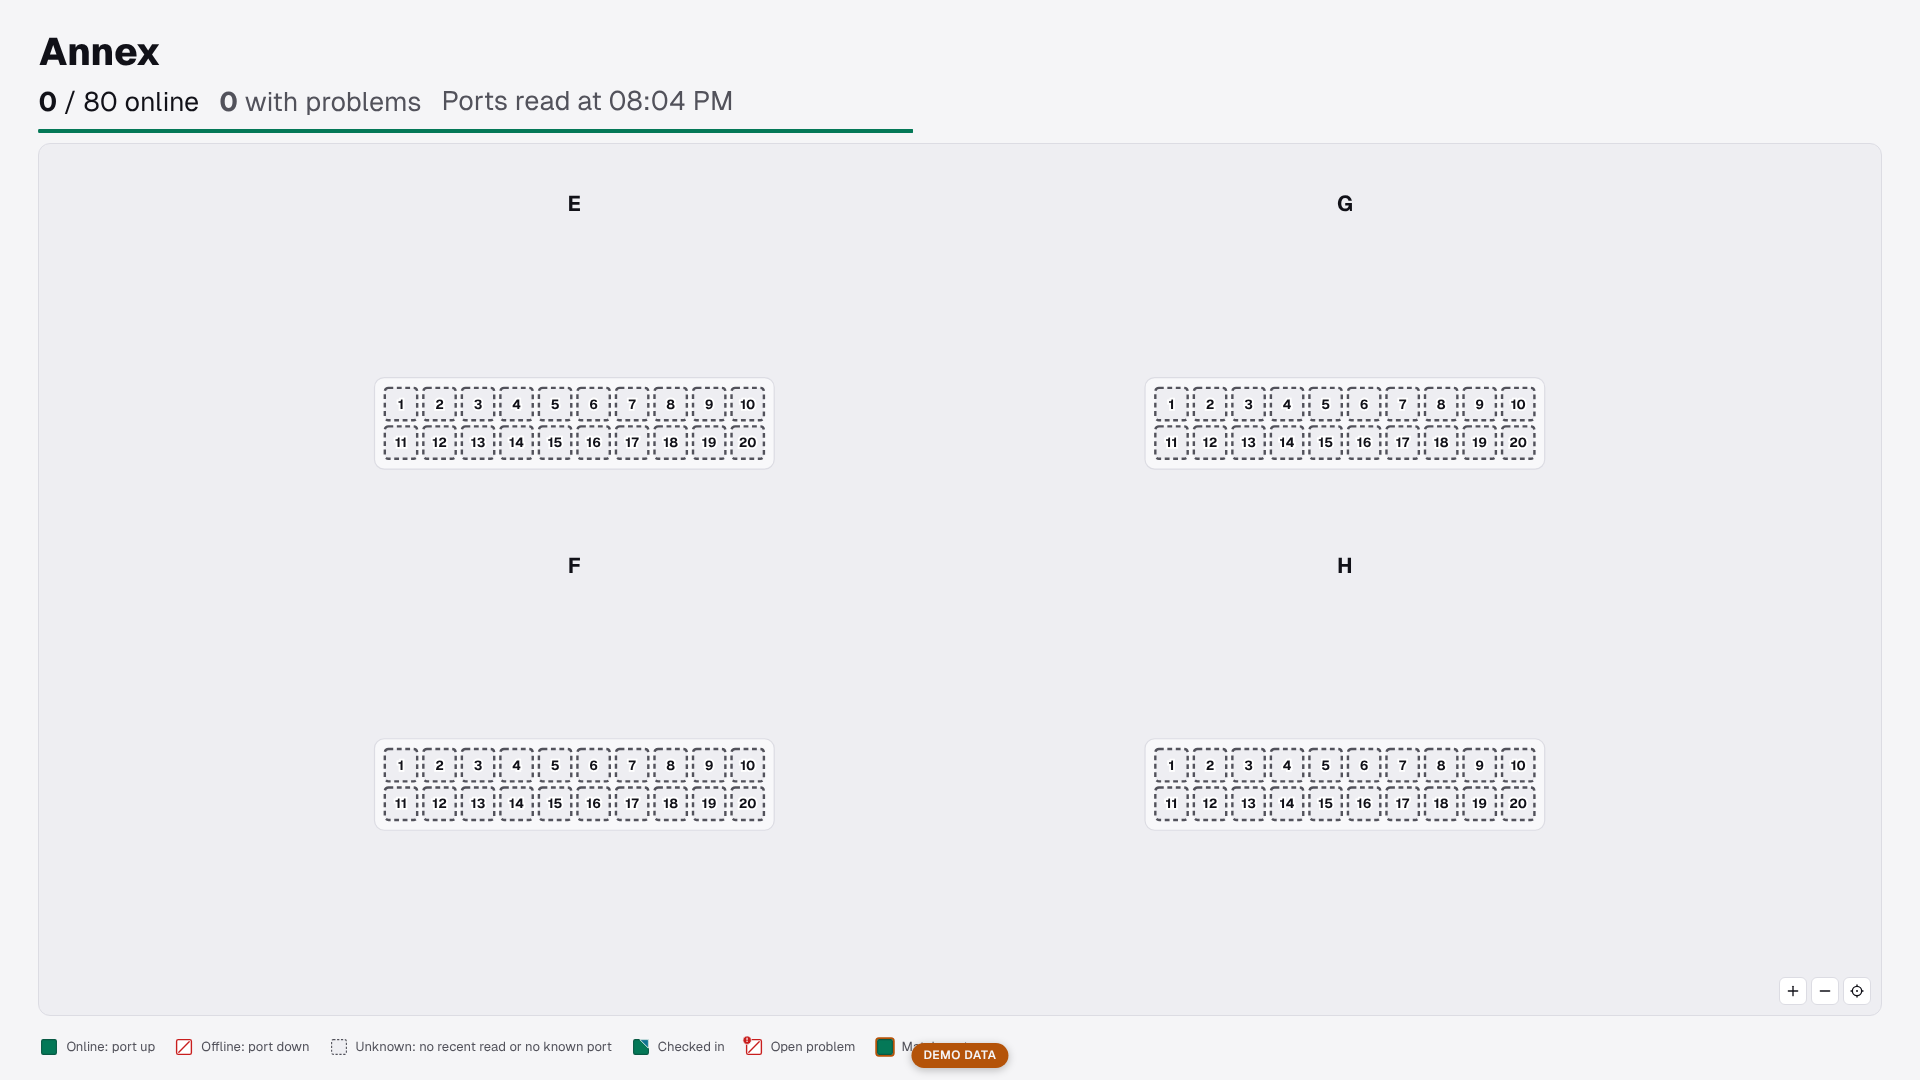 Annex
0 / 80 online 0 with problems Ports read at 08:04 PM
E
1 2 3 4 5 6 7 8 9 10
11 12 13 14 15 16 17 18 19 20
G
1 2 3 4 5 6 7 8 9 10
11 12 13 14 15 16 17 18 19 20
F
1 2 3 4 5 6 7 8 9 10
11 12 13 14 15 16 17 18 19 20
H
1 2 3 4 5 6 7 8 9 10
11 12 13 14 15 16 17 18 19 20
Online: port up Offline: port down Unknown: no recent read or no known port Checked in Open problem
DEMO DATA